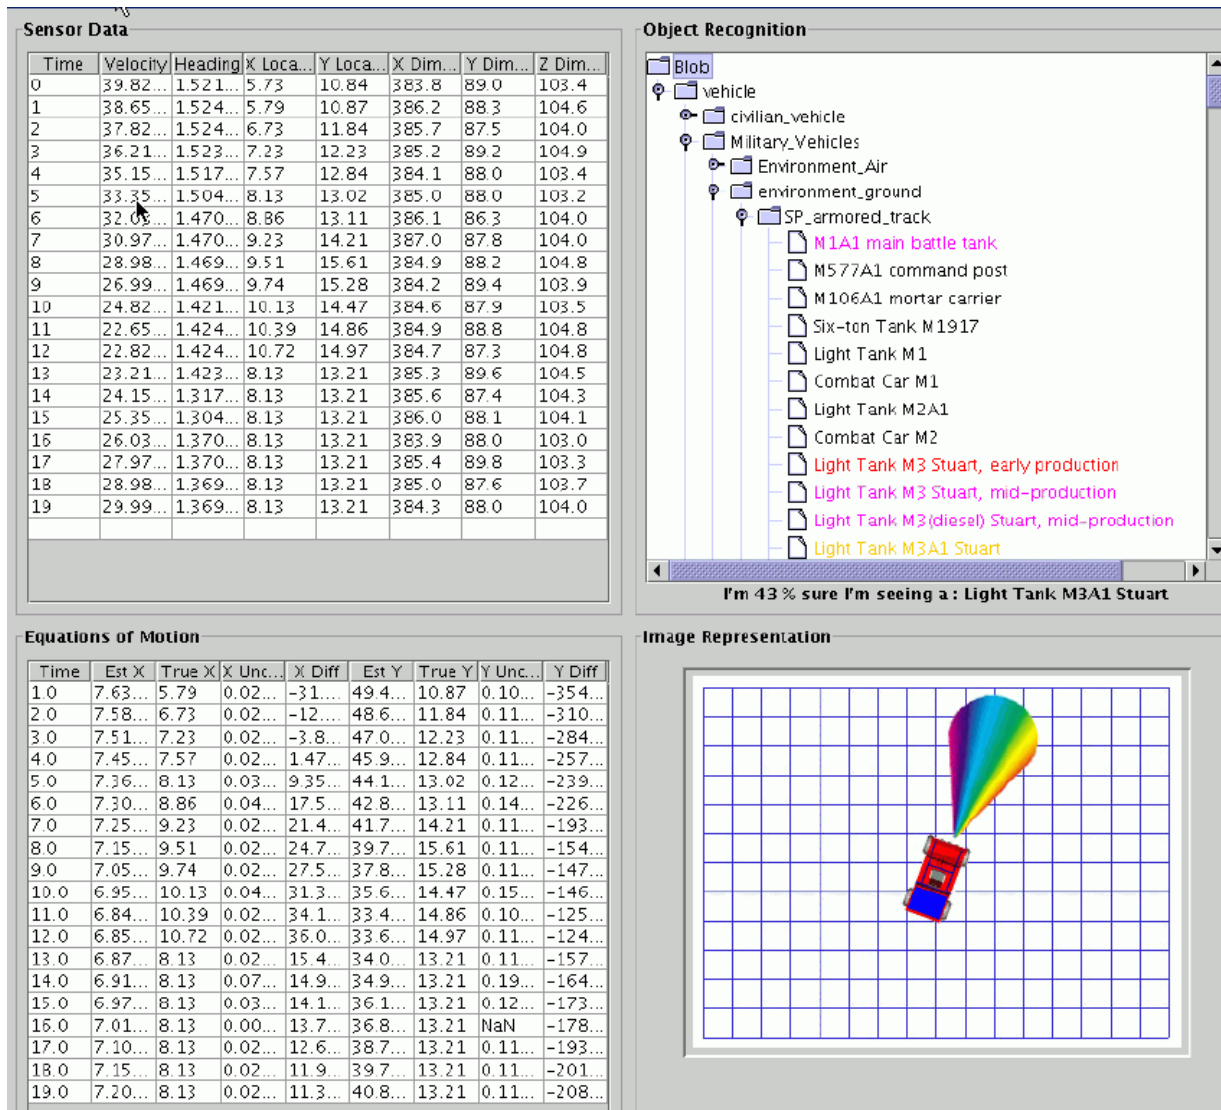 Sensor Data
Time Velocity Heading X Loca... Y Loca... X Dim... Y Dim... Z Dim...
0 39.82... 1.521... 5.73 10.84 383.8 89.0 103.4
1 38.65... 1.524... 5.79 10.87 386.2 88.3 104.6
2 37.82... 1.524... 6.73 11.84 385.7 87.5 104.0
3 36.21... 1.523... 7.23 12.23 385.2 89.2 104.9
4 35.15... 1.517... 7.57 12.84 384.1 88.0 103.4
5 33.35... 1.504... 8.13 13.02 385.0 88.0 103.2
6 1.470... 8.86 13.11 386.1 86.3 104.0
7 30.97... 1.470... 9.23 14.21 387.0 87.8 104.0
8 28.98... 1.469... 9.51 15.61 384.9 88.2 104.8
9 26.99... 1.469... 9.74 15.28 384.2 89.4 103.9
10 24.82... 1.421... 10.13 14.47 384.6 87.9 103.5
11 22.65... 1.424... 10.39 14.86 384.9 88.8 104.8
12 22.82... 1.424... 10.72 14.97 384.7 87.3 104.8
13 23.21... 1.423... 8.13 13.21 385.3 89.6 104.5
14 24.15... 1.317... 8.13 13.21 385.6 87.4 104.3
15 25.35... 1.304... 8.13 13.21 386.0 88.1 104.1
16 26.03... 1.370... 8.13 13.21 383.9 88.0 103.0
17 27.97... 1.370... 8.13 13.21 385.4 89.8 103.3
18 28.98... 1.369... 8.13 13.21 385.0 87.6 103.7
19 29.99... 1.369... 8.13 13.21 384.3 88.0 104.0
Object Recognition
Blob
vehicle
civilian_vehicle
Military_Vehicles
Environment_Air
environment_ground
SP_armored_track
M1A1 main battle tank
M577A1 command post
M106A1 mortar carrier
Six-ton Tank M1917
Light Tank M1
Combat Car M1
Light Tank M2A1
Combat Car M2
Light Tank M3 Stuart, early production
Light Tank M3 Stuart, mid-production
Light Tank M3(diesel) Stuart, mid-production
Light Tank M3A1 Stuart
I'm 43 % sure I'm seeing a : Light Tank M3A1 Stuart
Equations of Motion
Time Est X True X X Unc... X Diff Est Y True Y Y Unc... Y Diff
1.0 7.63... 5.79 0.02... -31.... 49.4... 10.87 0.10... -354...
2.0 7.58... 6.73 0.02... -12.... 48.6... 11.84 0.11... -310...
3.0 7.51... 7.23 0.02... -3.8... 47.0... 12.23 0.11... -284...
4.0 7.45... 7.57 0.02... 1.47... 45.9... 12.84 0.11... -257...
5.0 7.36... 8.13 0.03... 9.35... 44.1... 13.02 0.12... -239...
6.0 7.30... 8.86 0.04... 17.5... 42.8... 13.11 0.14... -226...
7.0 7.25... 9.23 0.02... 21.4... 41.7... 14.21 0.11... -193...
8.0 7.15... 9.51 0.02... 24.7... 39.7... 15.61 0.11... -154...
9.0 7.05... 9.74 0.02... 27.5... 37.8... 15.28 0.11... -147...
10.0 6.95... 10.13 0.04... 31.3... 35.6... 14.47 0.15... -146...
11.0 6.84... 10.39 0.02... 34.1... 33.4... 14.86 0.10... -125...
12.0 6.85... 10.72 0.02... 36.0... 33.6... 14.97 0.11... -124...
13.0 6.87... 8.13 0.02... 15.4... 34.0... 13.21 0.11... -157...
14.0 6.91... 8.13 0.07... 14.9... 34.9... 13.21 0.19... -164...
15.0 6.97... 8.13 0.03... 14.1... 36.1... 13.21 0.12... -173...
16.0 7.01... 8.13 0.00... 13.7... 36.8... 13.21 NaN -178...
17.0 7.10... 8.13 0.02... 12.6... 38.7... 13.21 0.11... -193...
18.0 7.15... 8.13 0.02... 11.9... 39.7... 13.21 0.11... -201...
19.0 7.20... 8.13 0.02... 11.3... 40.8... 13.21 0.11... -208...
Image Representation